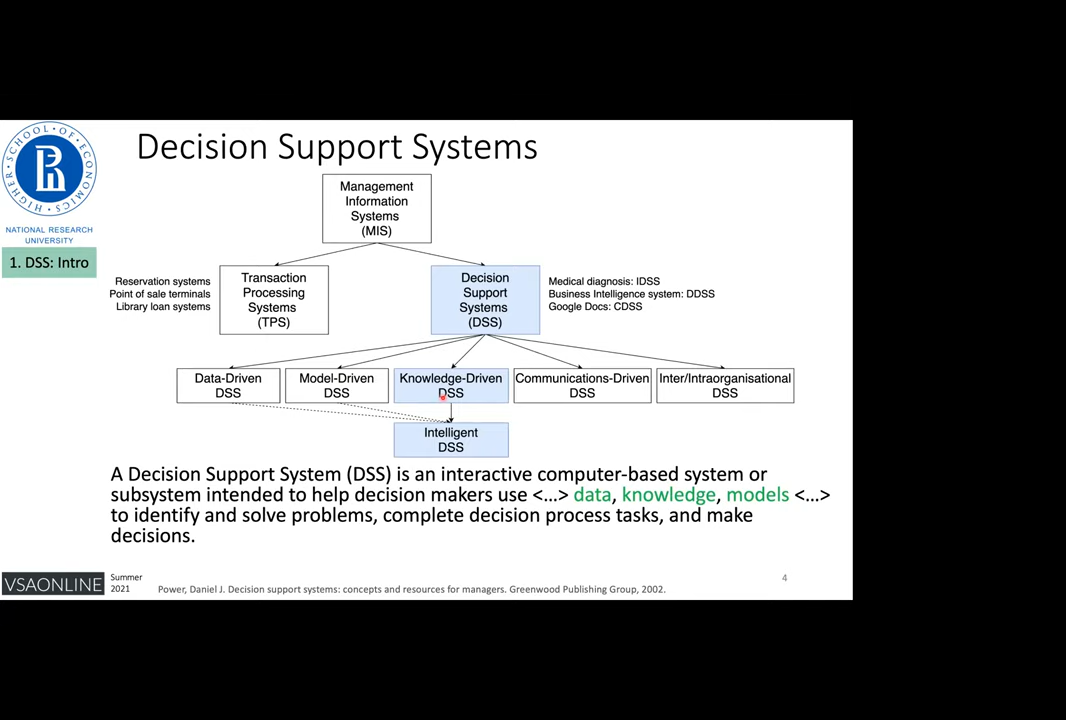 Decision Support Systems
HIGHER SCHOOL OF ECONOMICS
NATIONAL RESEARCH
UNIVERSITY
1. DSS: Intro
Management
Information
Systems
(MIS)
Reservation systems
Point of sale terminals
Library loan systems
Transaction
Processing
Systems
(TPS)
Decision
Support
Systems
(DSS)
Medical diagnosis: IDSS
Business Intelligence system: DDSS
Google Docs: CDSS
Data-Driven
DSS
Model-Driven
DSS
Knowledge-Driven
DSS
Communications-Driven
DSS
Inter/Intraorganisational
DSS
Intelligent
DSS
A Decision Support System (DSS) is an interactive computer-based system or
subsystem intended to help decision makers use <...> data, knowledge, models <...>
to identify and solve problems, complete decision process tasks, and make
decisions.
VSAONLINE
Summer
2021
Power, Daniel J. Decision support systems: concepts and resources for managers. Greenwood Publishing Group, 2002.
4